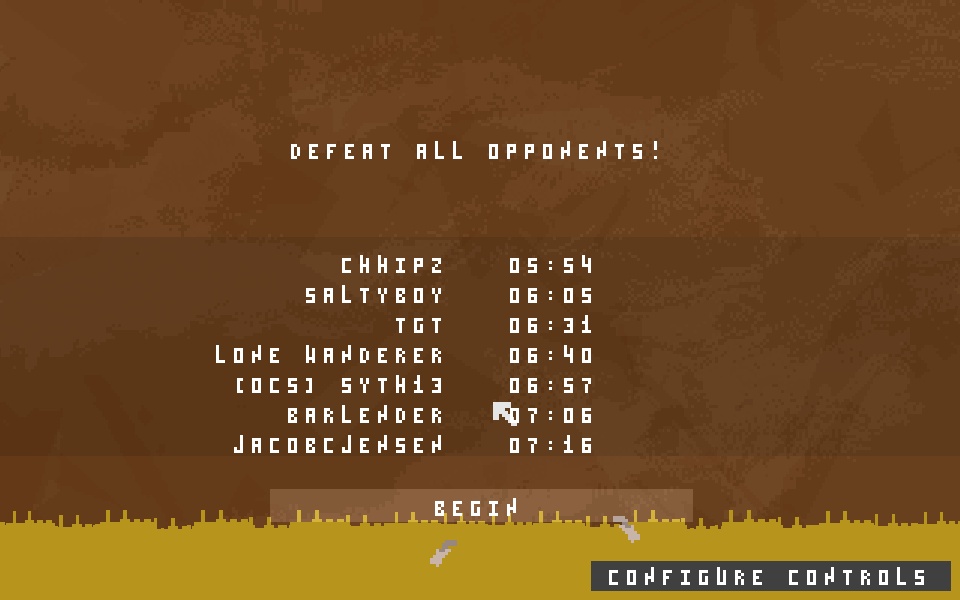 DEFEAT ALL OPPONENTS!
CHHIPZ 05:54
SALTYBOY 06:05
TGT 06:31
LONE WANDERER 06:40
[OCS] SYTH13 06:57
BARLENDER 07:06
JACOBCJENSEN 07:16
BEGIN
CONFIGURE CONTROLS